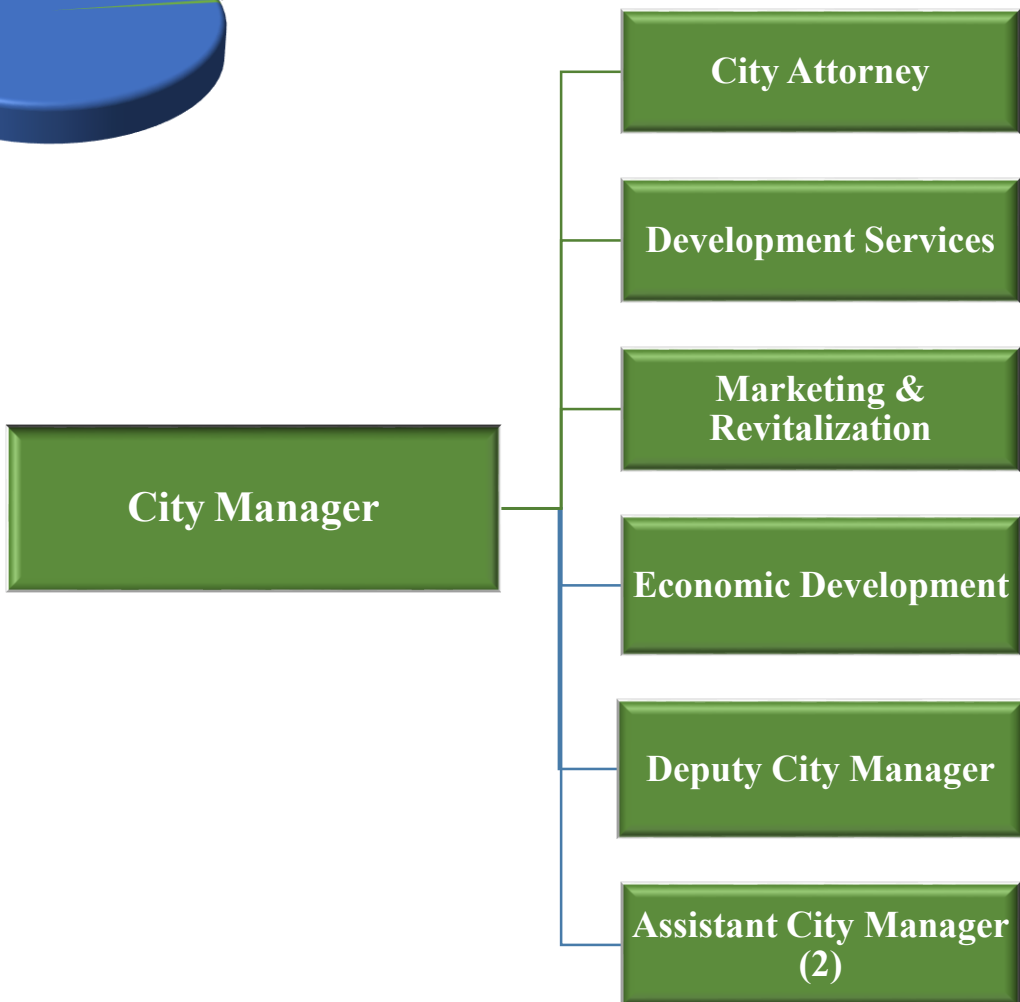 City Attorney
Development Services
Marketing &
Revitalization
City Manager
Economic Development
Deputy City Manager
Assistant City Manager
(2)